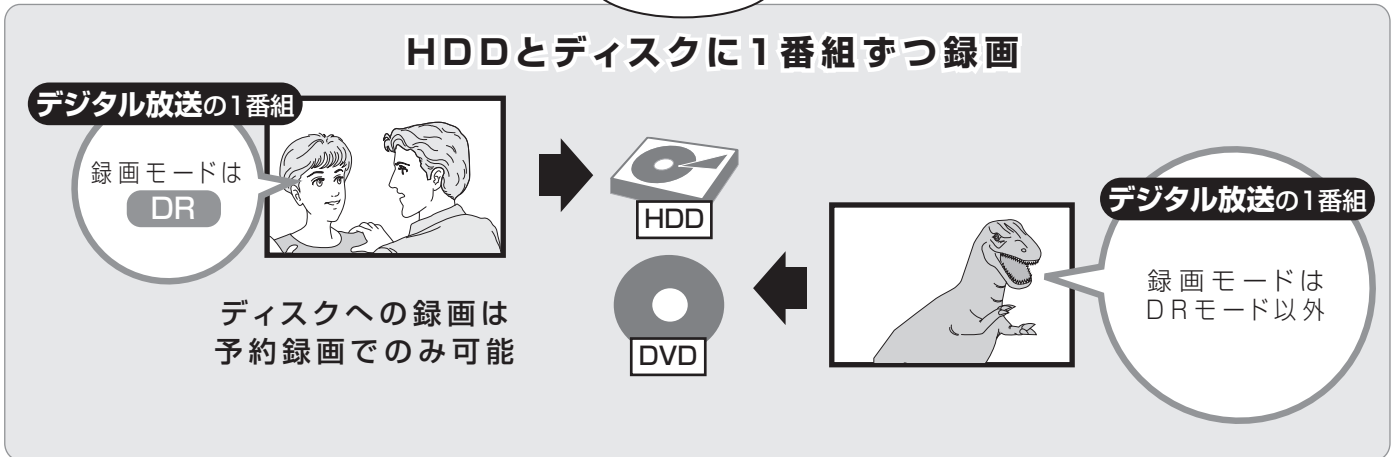 HDDとディスクに1番組ずつ録画
デジタル放送の1番組
録画モードは
DR
HDD
ディスクへの録画は
予約録画でのみ可能
DVD
デジタル放送の1番組
録画モードは
DRモード以外